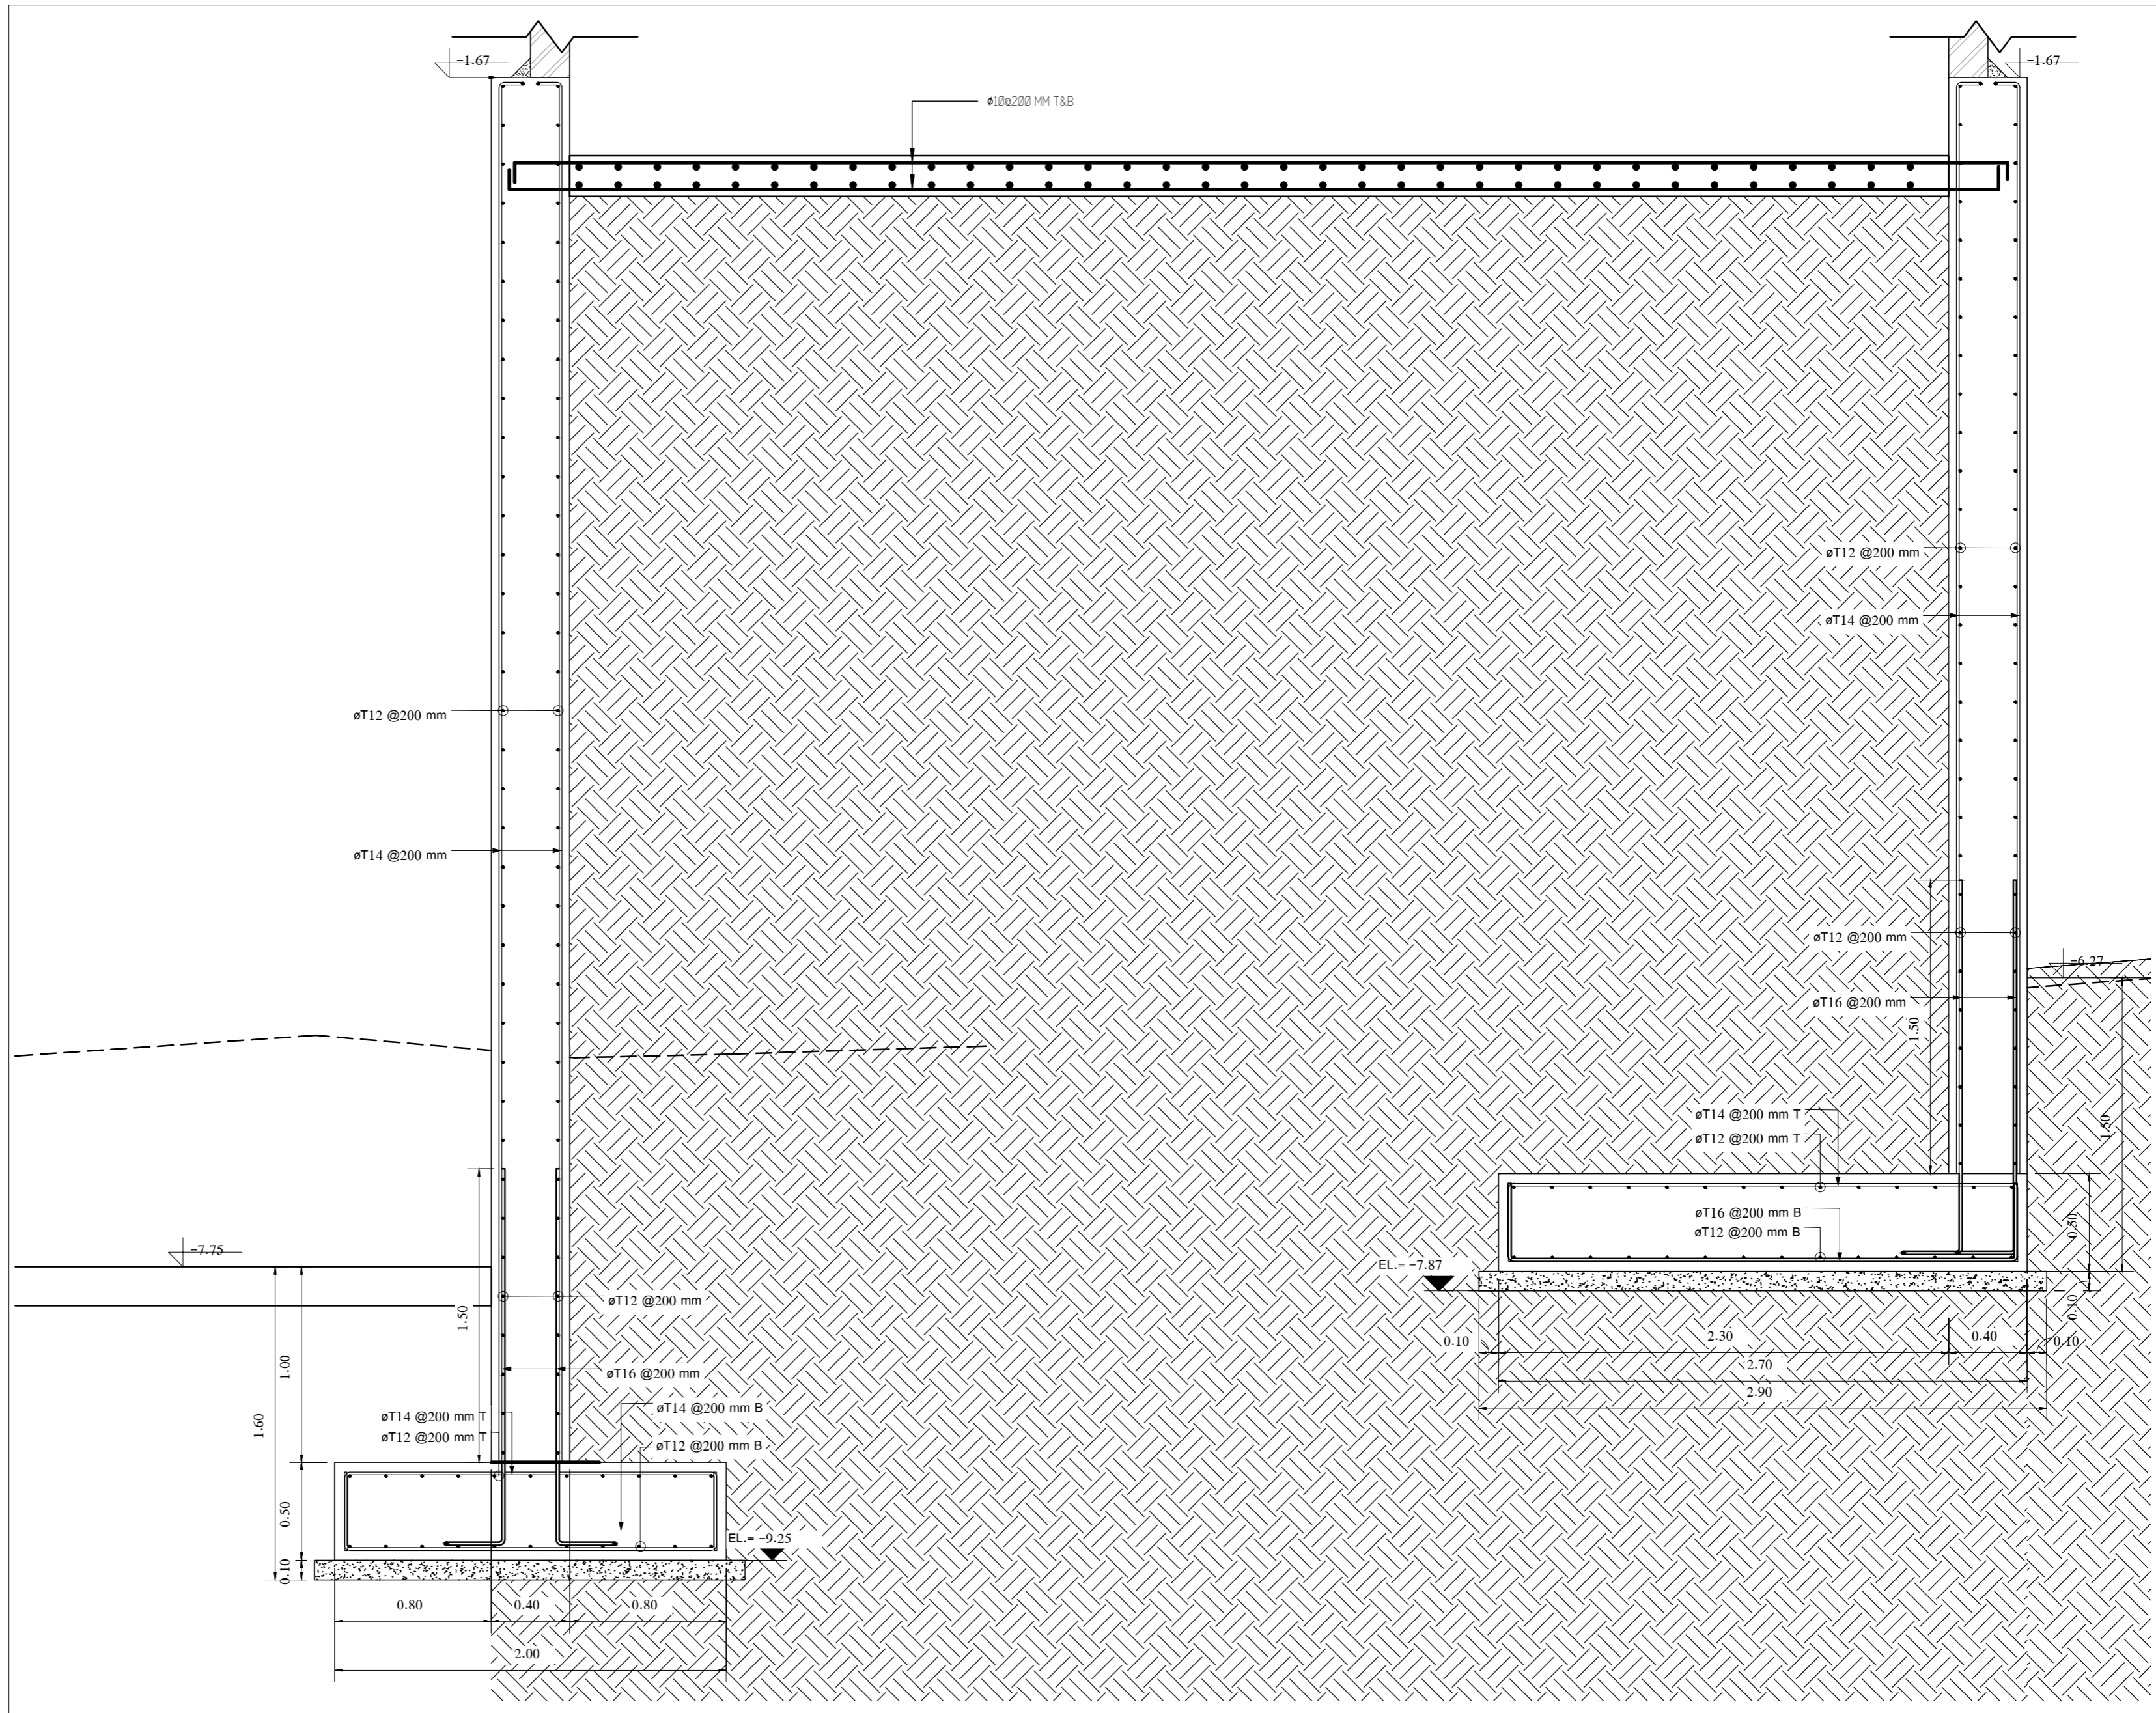 -1.67
-1.67
ø10@200 MM T&B
øT12 @200 mm
øT14 @200 mm
øT12 @200 mm
øT14 @200 mm
øT12 @200 mm
-6.27
øT16 @200 mm
1.50
1.50
øT14 @200 mm T
øT12 @200 mm T
øT16 @200 mm B
øT12 @200 mm B
0.50
-7.75
EL.= -7.87
0.10
øT12 @200 mm
1.50
0.10
2.30
0.40
0.10
2.70
2.90
1.00
øT16 @200 mm
1.60
øT14 @200 mm T
øT14 @200 mm B
øT12 @200 mm T
øT12 @200 mm B
0.50
EL.= -9.25
0.10
0.80
0.40
0.80
2.00